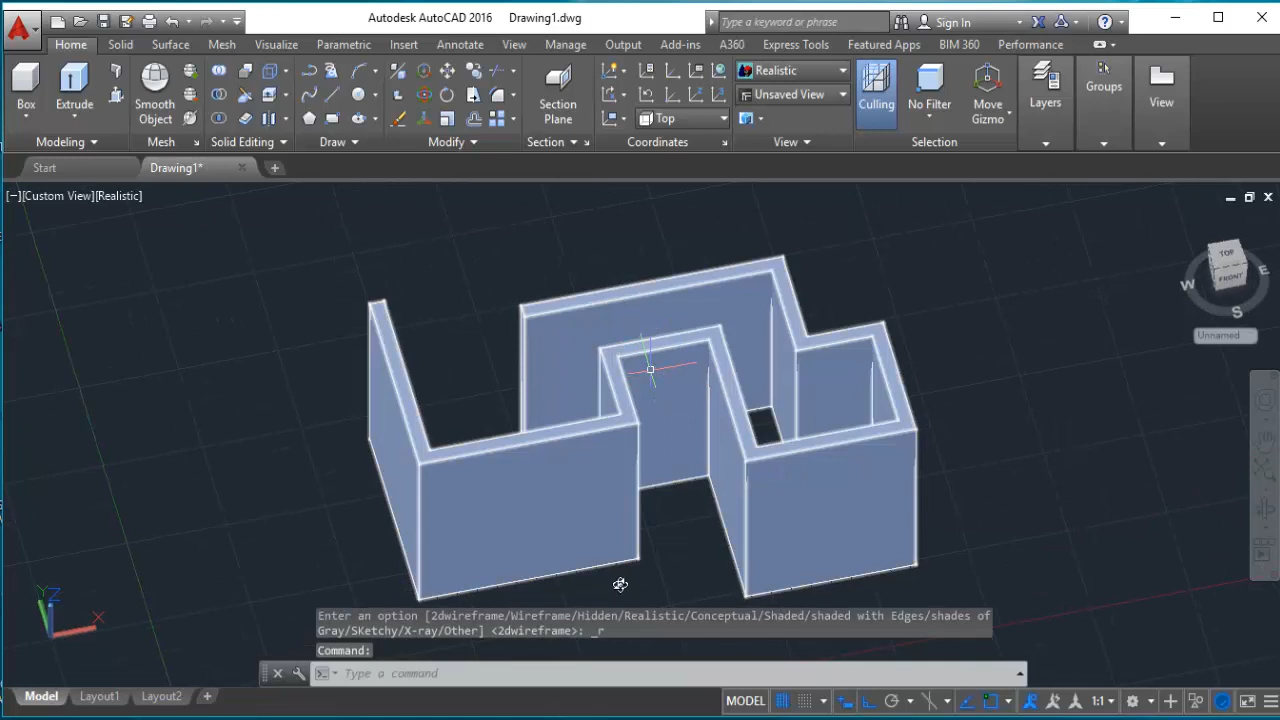 Autodesk AutoCAD 2016 Drawing1.dwg
Type a keyword or phrase
Sign In
Home Solid Surface Mesh Visualize Parametric Insert Annotate View Manage Output Add-ins A360 Express Tools Featured Apps BIM 360 Performance
Box
Extrude
Smooth
Object
Section
Plane
Realistic
Unsaved View
Top
Culling
No Filter
Move
Gizmo
Layers
Groups
View
Modeling
Mesh
Solid Editing
Draw
Modify
Section
Coordinates
View
Selection
Start
Drawing1*
[−][Custom View][Realistic]
TOP
FRONT
W
E
S
Unnamed
Y
Z
X
Enter an option [2dwireframe/Wireframe/Hidden/Realistic/Conceptual/Shaded/shaded with Edges/shades of
Gray/SKetchy/X-ray/Other] <2dwireframe>: _r
Command:
Type a command
Model Layout1 Layout2
MODEL
1:1